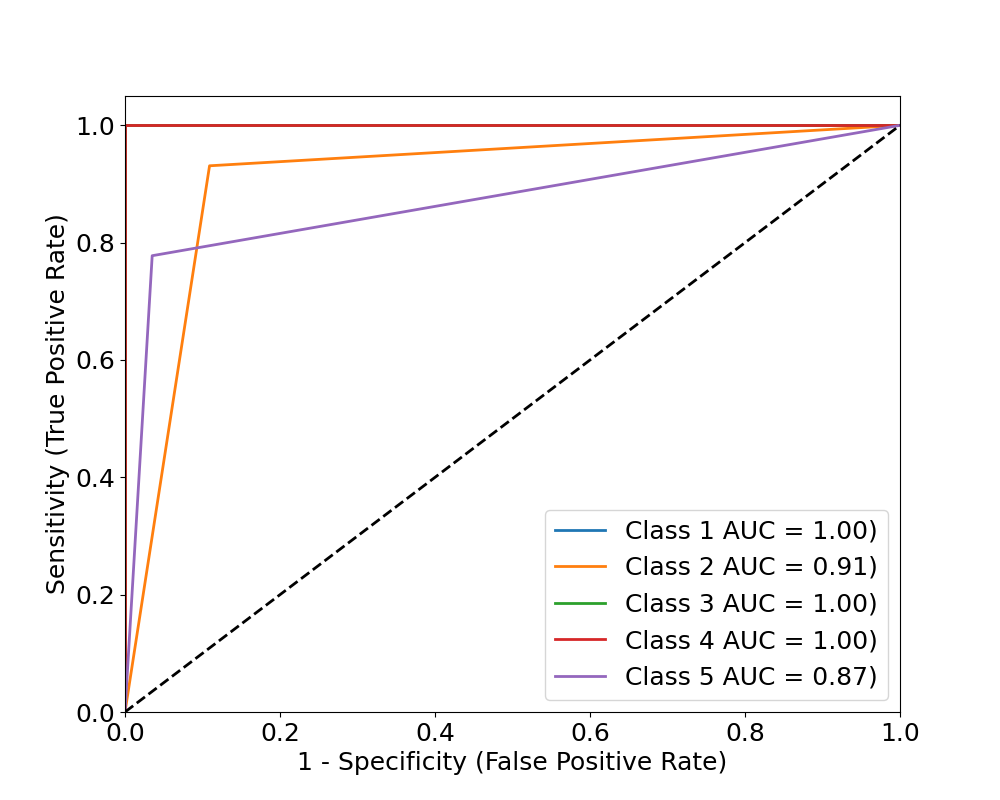 1.0
0.8
0.6
0.4
0.2
0.0
Sensitivity (True Positive Rate)
Class 1 AUC = 1.00)
Class 2 AUC = 0.91)
Class 3 AUC = 1.00)
Class 4 AUC = 1.00)
Class 5 AUC = 0.87)
0.0 0.2 0.4 0.6 0.8 1.0
1 - Specificity (False Positive Rate)